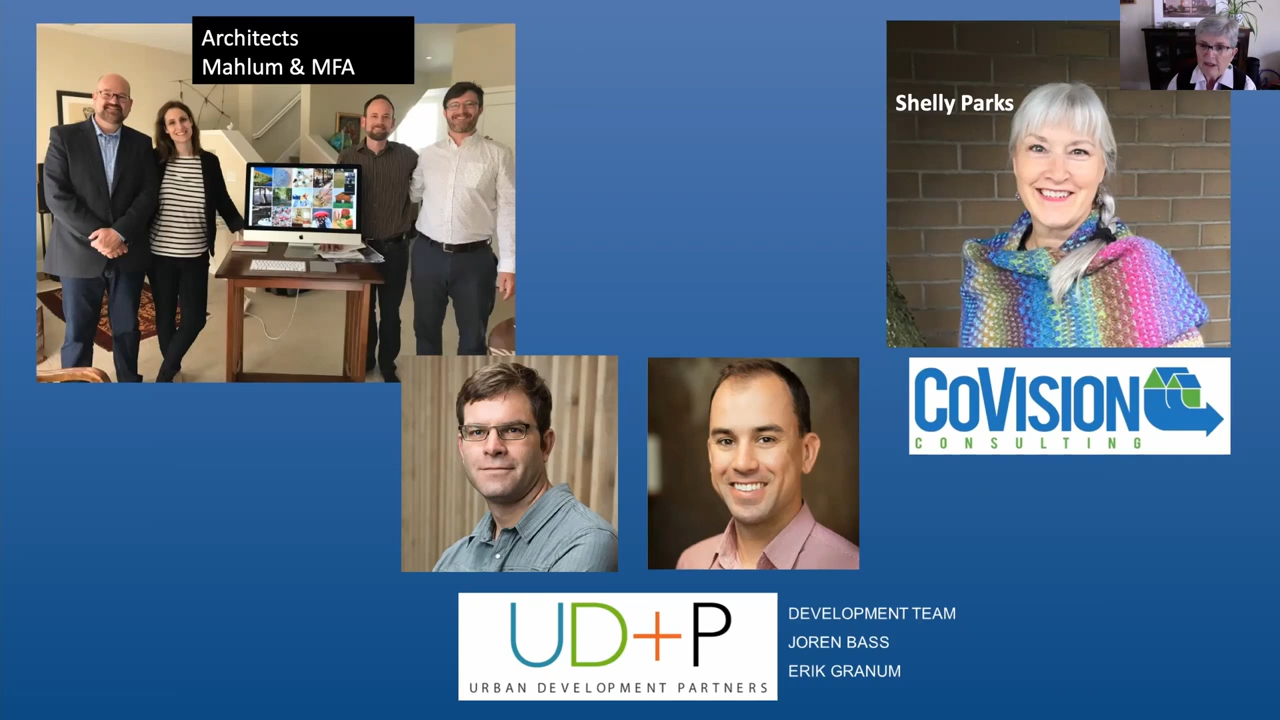 Architects
Mahlum & MFA
Shelly Parks
COVISION
CONSULTING
UD+P
URBAN DEVELOPMENT PARTNERS
DEVELOPMENT TEAM
JOREN BASS
ERIK GRANUM